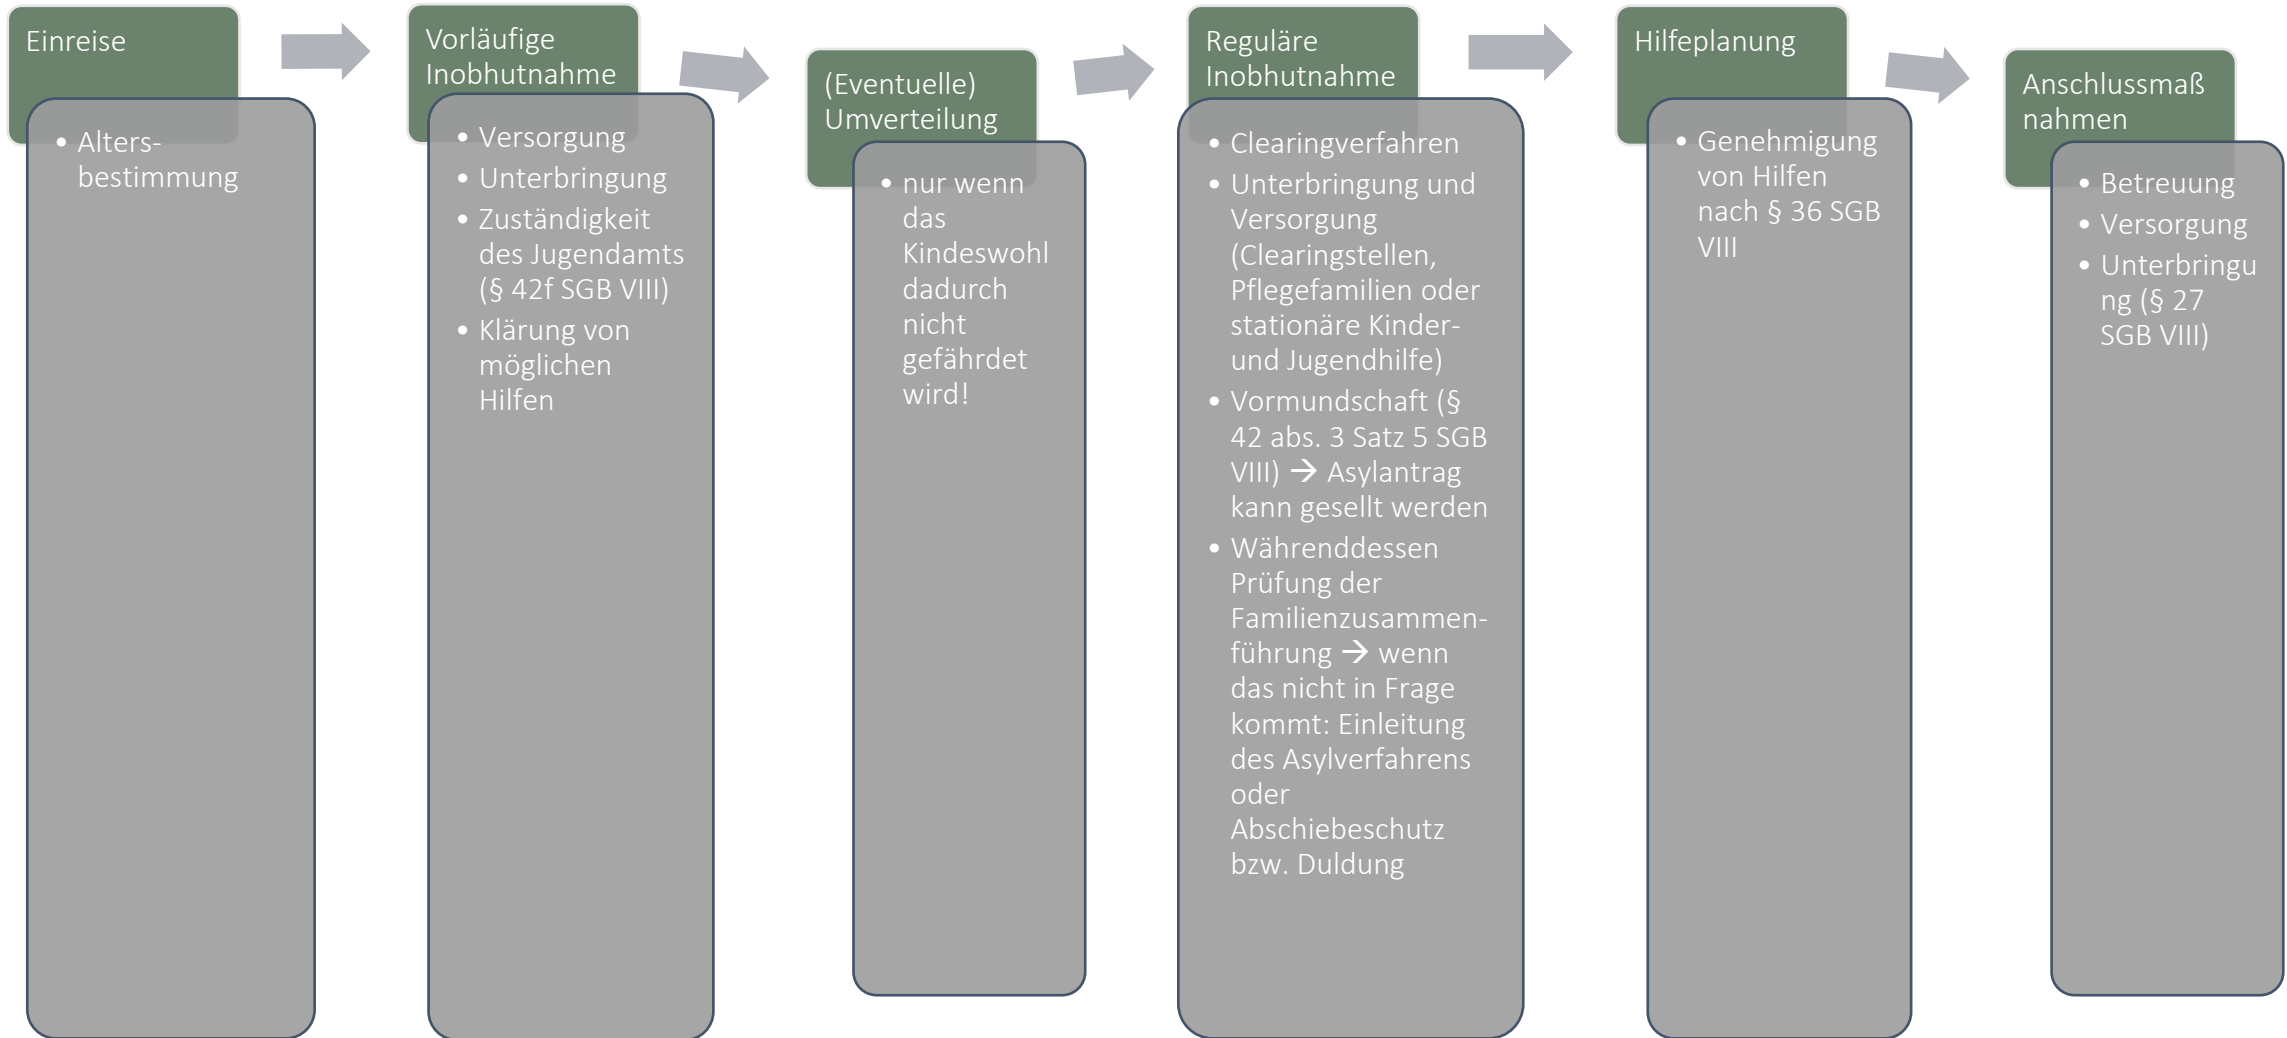 Einreise
• Alters-
bestimmung
Vorläufige
Inobhutnahme
• Versorgung
• Unterbringung
• Zuständigkeit
des Jugendamts
(§ 42f SGB VIII)
• Klärung von
möglichen
Hilfen
(Eventuelle)
Umverteilung
• nur wenn
das
Kindeswohl
dadurch
nicht
gefährdet
wird!
Reguläre
Inobhutnahme
• Clearingverfahren
• Unterbringung und
Versorgung
(Clearingstellen,
Pflegefamilien oder
stationäre Kinder-
und Jugendhilfe)
• Vormundschaft (§
42 abs. 3 Satz 5 SGB
VIII) → Asylantrag
kann gesellt werden
• Währenddessen
Prüfung der
Familienzusammen-
führung → wenn
das nicht in Frage
kommt: Einleitung
des Asylverfahrens
oder
Abschiebeschutz
bzw. Duldung
Hilfeplanung
• Genehmigung
von Hilfen
nach § 36 SGB
VIII
Anschlussmaß
nahmen
• Betreuung
• Versorgung
• Unterbringu
ng (§ 27
SGB VIII)